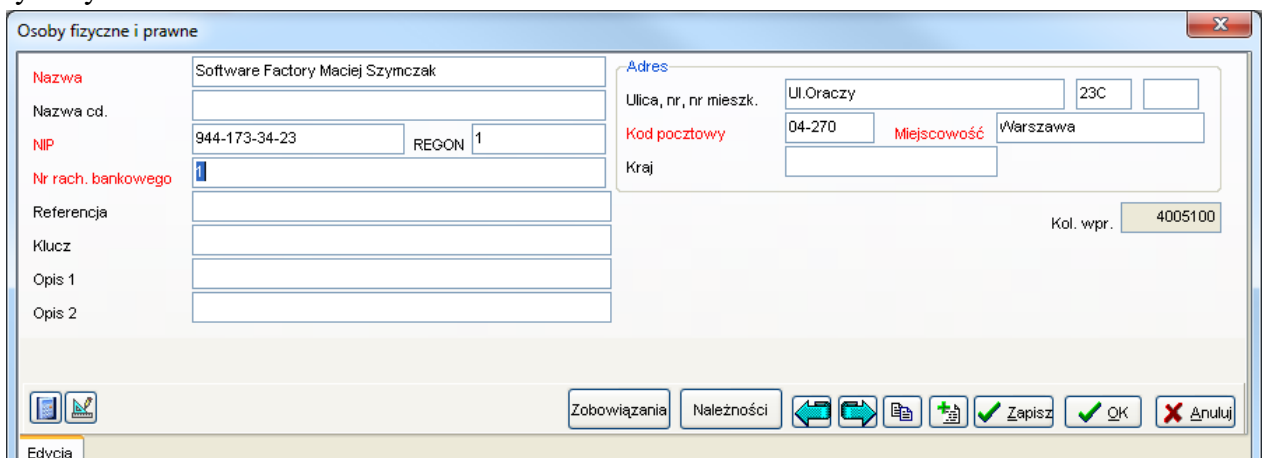 Osoby fizyczne i prawne
Nazwa Software Factory Maciej Szymczak
Nazwa cd.
NIP 944-173-34-23 REGON 1
Nr rach. bankowego 1
Referencja
Klucz
Opis 1
Opis 2
Adres
Ulica, nr, nr mieszk. Ul.Oraczy 23C
Kod pocztowy 04-270 Miejscowość Warszawa
Kraj
Kol. wpr. 4005100
Zobowiązania Należności Zapisz OK Anuluj
Edycja